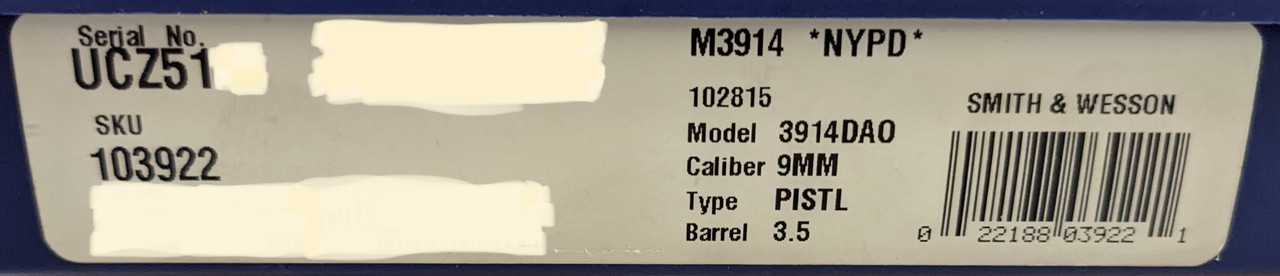 Serial No.
UCZ51
SKU
103922
M3914 *NYPD*
102815
Model 3914DAO
Caliber 9MM
Type PISTL
Barrel 3.5
SMITH & WESSON
0 22188 03922 1